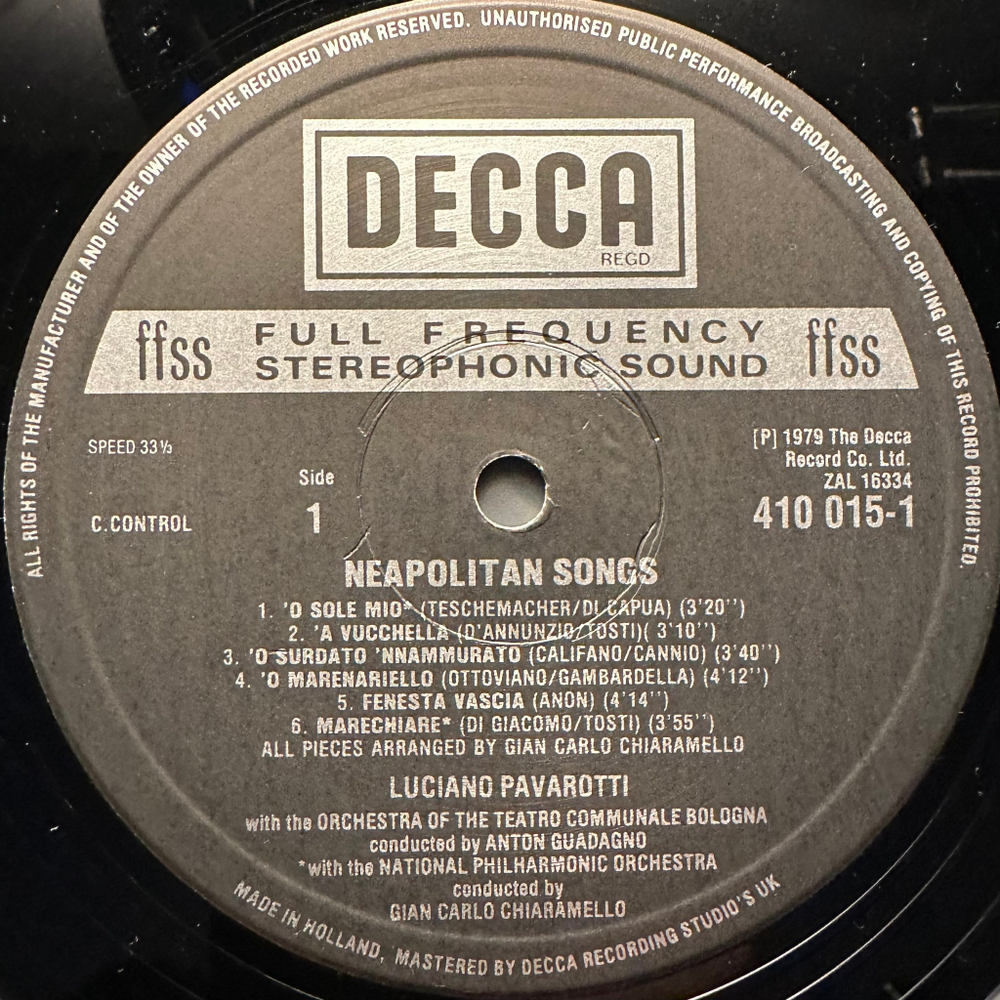 ALL RIGHTS OF THE MANUFACTURER AND OF THE OWNER OF THE RECORDED WORK RESERVED. UNAUTHORISED PUBLIC PERFORMANCE BROADCASTING AND COPYING OF THIS RECORD PROHIBITED.
DECCA
REGD
ffss FULL FREQUENCY ffss
STEREOPHONIC SOUND
SPEED 33⅓
[P] 1979 The Decca
Record Co. Ltd.
ZAL 16334
410 015-1
Side
1
C.CONTROL
NEAPOLITAN SONGS
1. 'O SOLE MIO* (TESCHEMACHER/DI CAPUA) (3'20'')
2. 'A VUCCHELLA (D'ANNUNZIO/TOSTI)( 3'10'')
3. 'O SURDATO 'NNAMMURATO (CALIFANO/CANNIO) (3'40'')
4. 'O MARENARIELLO (OTTOVIANO/GAMBARDELLA) (4'12'')
5. FENESTA VASCIA (ANON) (4'14'')
6. MARECHIARE* (DI GIACOMO/TOSTI) (3'55'')
ALL PIECES ARRANGED BY GIAN CARLO CHIARAMELLO
LUCIANO PAVAROTTI
with the ORCHESTRA OF THE TEATRO COMMUNALE BOLOGNA
conducted by ANTON GUADAGNO
*with the NATIONAL PHILHARMONIC ORCHESTRA
conducted by
GIAN CARLO CHIARAMELLO
MADE IN HOLLAND, MASTERED BY DECCA RECORDING STUDIO'S UK